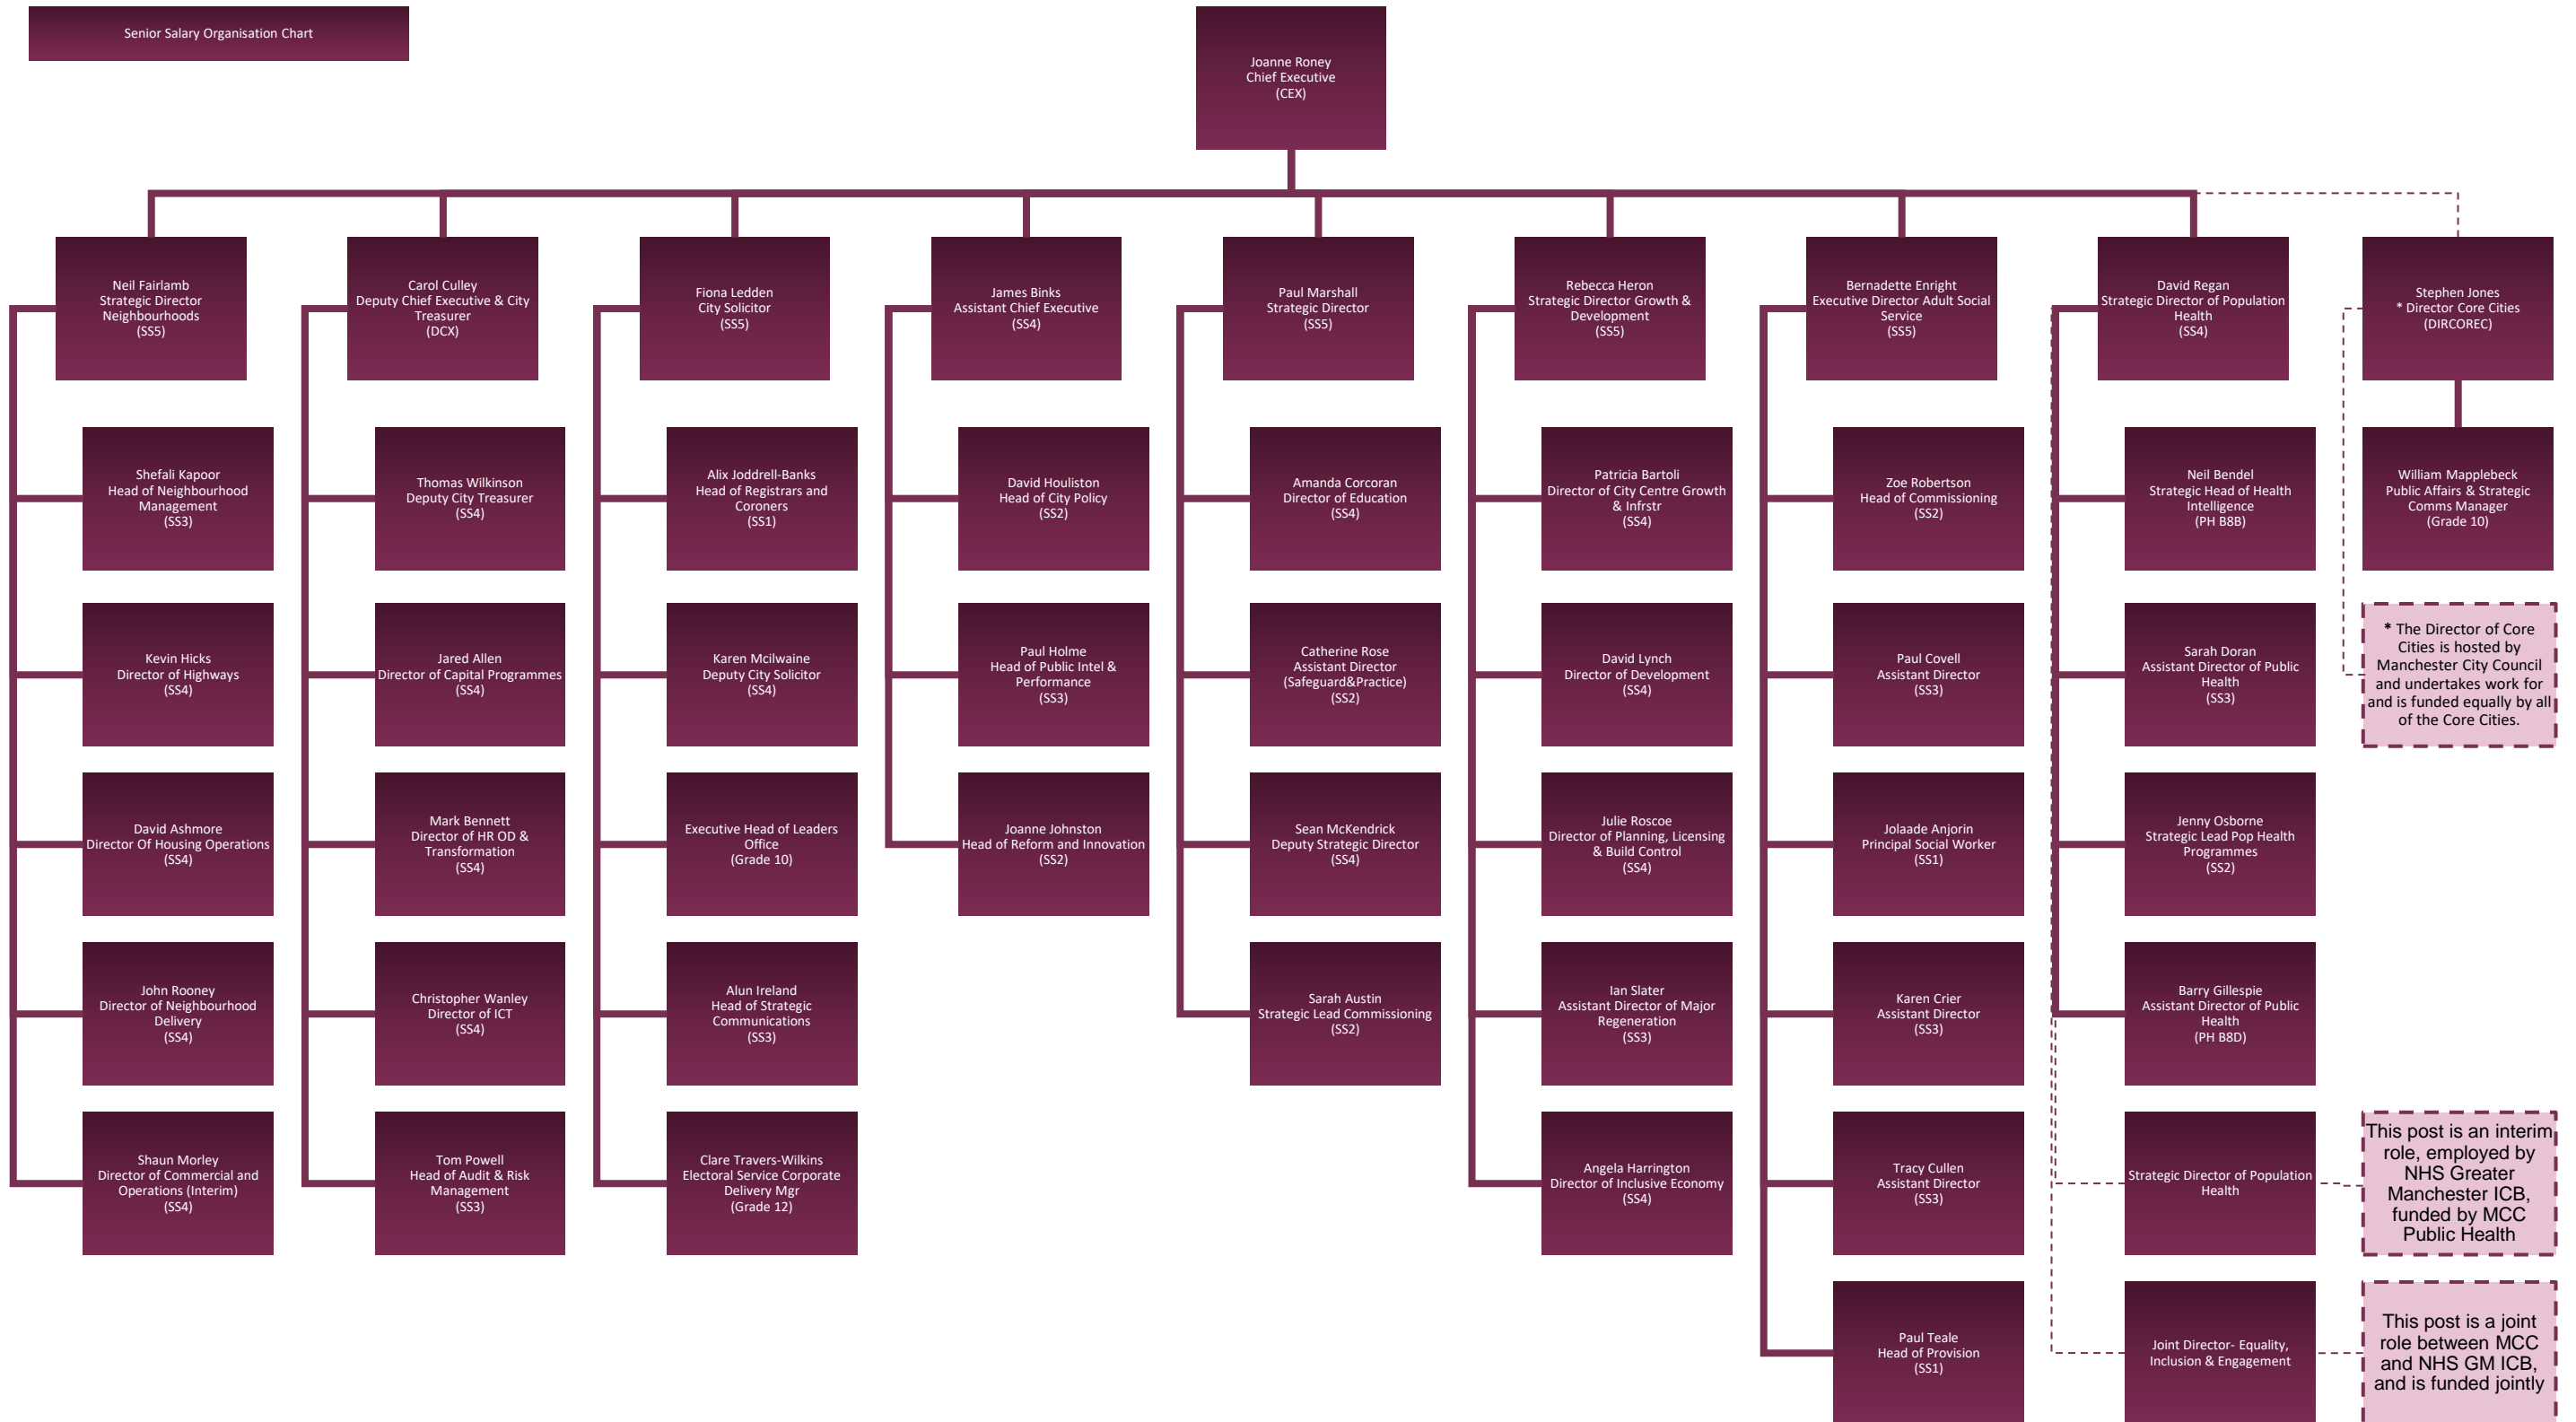 Senior Salary Organisation Chart
Joanne Roney
Chief Executive
(CEX)
Neil Fairlamb
Strategic Director
Neighbourhoods
(SS5)
Shefali Kapoor
Head of Neighbourhood
Management
(SS3)
Kevin Hicks
Director of Highways
(SS4)
David Ashmore
Director Of Housing Operations
(SS4)
John Rooney
Director of Neighbourhood
Delivery
(SS4)
Shaun Morley
Director of Commercial and
Operations (Interim)
(SS4)
Carol Culley
Deputy Chief Executive & City
Treasurer
(DCX)
Thomas Wilkinson
Deputy City Treasurer
(SS4)
Jared Allen
Director of Capital Programmes
(SS4)
Mark Bennett
Director of HR OD &
Transformation
(SS4)
Christopher Wanley
Director of ICT
(SS4)
Tom Powell
Head of Audit & Risk
Management
(SS3)
Fiona Ledden
City Solicitor
(SS5)
Alix Joddrell-Banks
Head of Registrars and
Coroners
(SS1)
Karen Mcilwaine
Deputy City Solicitor
(SS4)
Executive Head of Leaders
Office
(Grade 10)
Alun Ireland
Head of Strategic
Communications
(SS3)
Clare Travers-Wilkins
Electoral Service Corporate
Delivery Mgr
(Grade 12)
James Binks
Assistant Chief Executive
(SS4)
David Houliston
Head of City Policy
(SS2)
Paul Holme
Head of Public Intel &
Performance
(SS3)
Joanne Johnston
Head of Reform and Innovation
(SS2)
Paul Marshall
Strategic Director
(SS5)
Amanda Corcoran
Director of Education
(SS4)
Catherine Rose
Assistant Director
(Safeguard&Practice)
(SS2)
Sean McKendrick
Deputy Strategic Director
(SS4)
Sarah Austin
Strategic Lead Commissioning
(SS2)
Rebecca Heron
Strategic Director Growth &
Development
(SS5)
Patricia Bartoli
Director of City Centre Growth
& Infrstr
(SS4)
David Lynch
Director of Development
(SS4)
Julie Roscoe
Director of Planning, Licensing
& Build Control
(SS4)
Ian Slater
Assistant Director of Major
Regeneration
(SS3)
Angela Harrington
Director of Inclusive Economy
(SS4)
Bernadette Enright
Executive Director Adult Social
Service
(SS5)
Zoe Robertson
Head of Commissioning
(SS2)
Paul Covell
Assistant Director
(SS3)
Jolaade Anjorin
Principal Social Worker
(SS1)
Karen Crier
Assistant Director
(SS3)
Tracy Cullen
Assistant Director
(SS3)
Paul Teale
Head of Provision
(SS1)
David Regan
Strategic Director of Population
Health
(SS4)
Neil Bendel
Strategic Head of Health
Intelligence
(PH B8B)
Sarah Doran
Assistant Director of Public
Health
(SS3)
Jenny Osborne
Strategic Lead Pop Health
Programmes
(SS2)
Barry Gillespie
Assistant Director of Public
Health
(PH B8D)
Strategic Director of Population
Health
Joint Director- Equality,
Inclusion & Engagement
Stephen Jones
* Director Core Cities
(DIRCOREC)
William Mapplebeck
Public Affairs & Strategic
Comms Manager
(Grade 10)
* The Director of Core
Cities is hosted by
Manchester City Council
and undertakes work for
and is funded equally by all
of the Core Cities.
This post is an interim
role, employed by
NHS Greater
Manchester ICB,
funded by MCC
Public Health
This post is a joint
role between MCC
and NHS GM ICB,
and is funded jointly